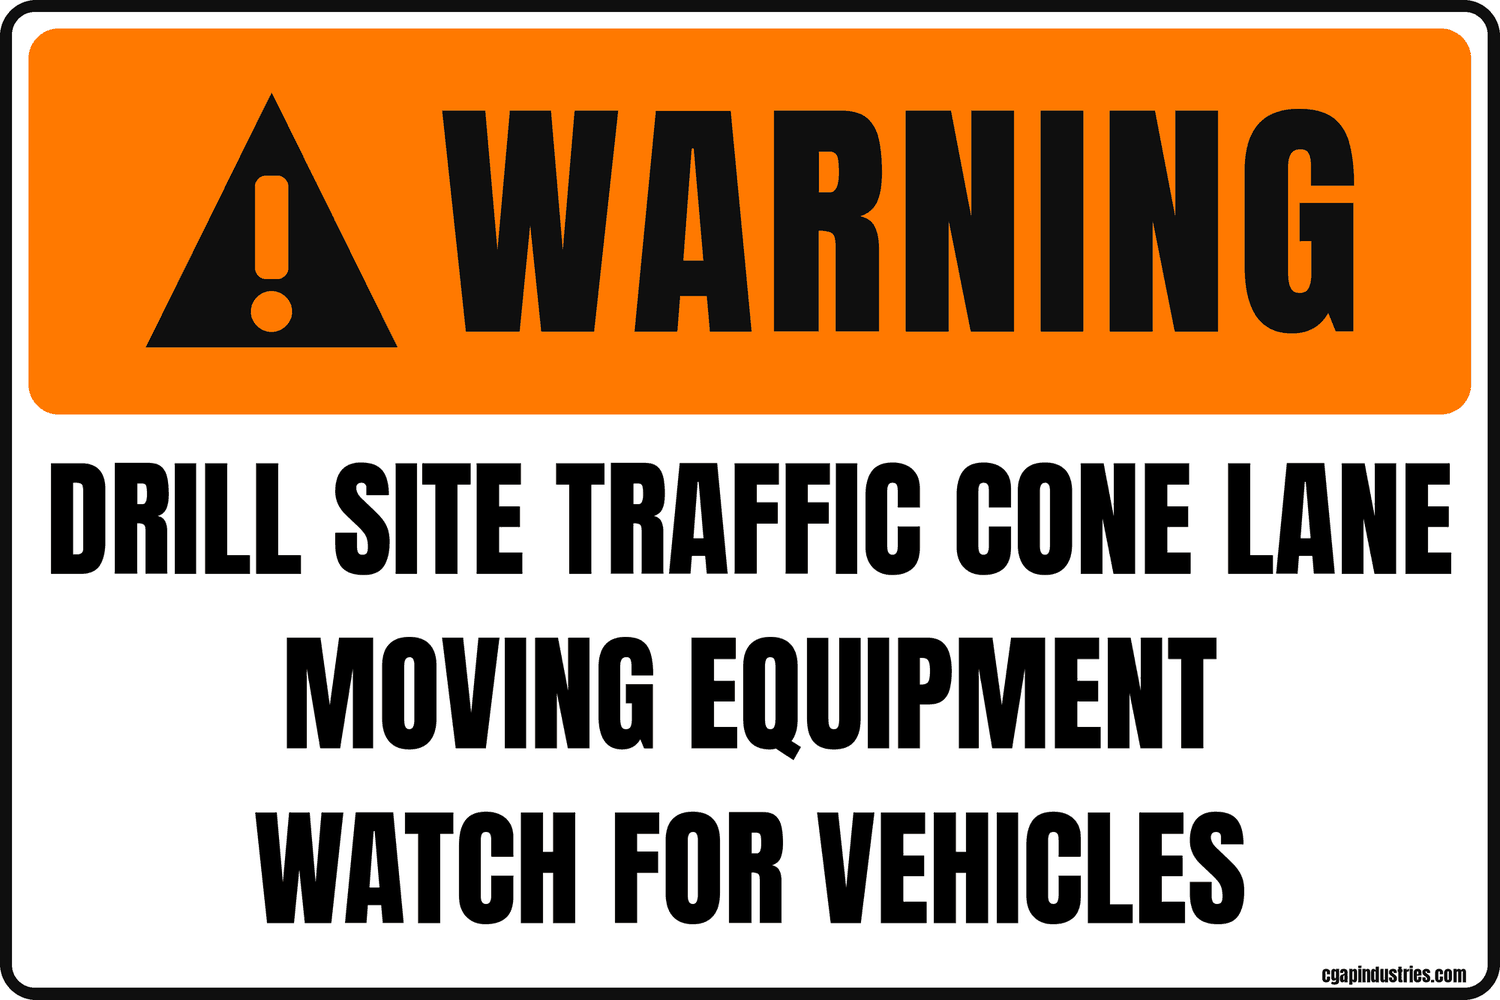 WARNING
DRILL SITE TRAFFIC CONE LANE
MOVING EQUIPMENT
WATCH FOR VEHICLES
cgapindustries.com